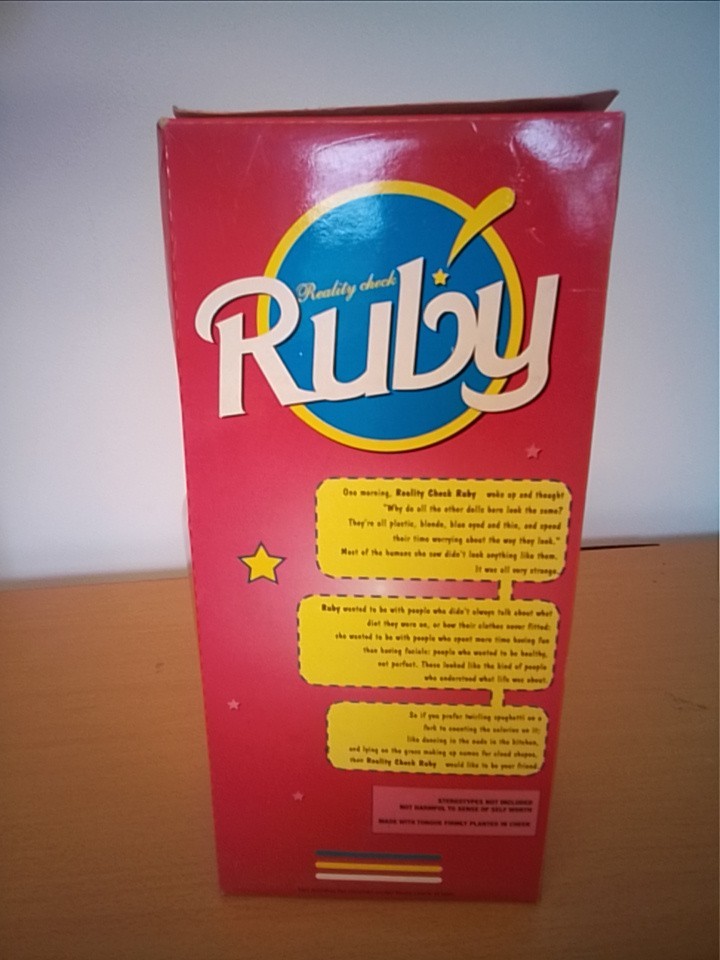 Reality check
Ruby
One morning, Reality Check Ruby woke up and thought
"Why do all the other dolls here look the same?
They're all plastic, blonde, blue eyed and thin, and spend
their time worrying about the way they look."
Most of the humans she saw didn't look anything like them.
It was all very strange.
Ruby wanted to be with people who didn't always talk about what
diet they were on, or how their clothes never fitted;
she wanted to be with people who spent more time having fun
than having facials; people who wanted to be healthy,
not perfect. These looked like the kind of people
who understood what life was about.
So if you prefer twirling spaghetti on a
fork to counting the calories on it;
like dancing in the nude in the kitchen,
and lying on the grass making up names for cloud shapes,
then Reality Check Ruby would like to be your friend
STEREOTYPES NOT INCLUDED
NOT HARMFUL TO SENSE OF SELF WORTH
MADE WITH TONGUE FIRMLY PLANTED IN CHEEK